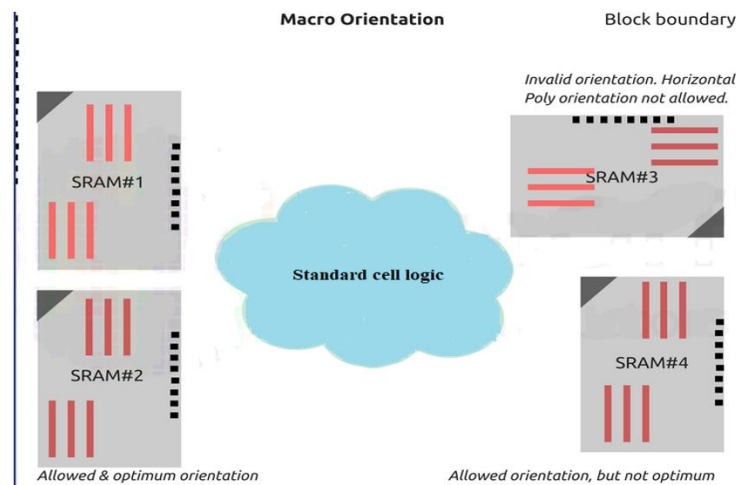 Macro Orientation
Block boundary
Invalid orientation. Horizontal
Poly orientation not allowed.
SRAM#1
SRAM#3
Standard cell logic
SRAM#2
SRAM#4
Allowed & optimum orientation
Allowed orientation, but not optimum